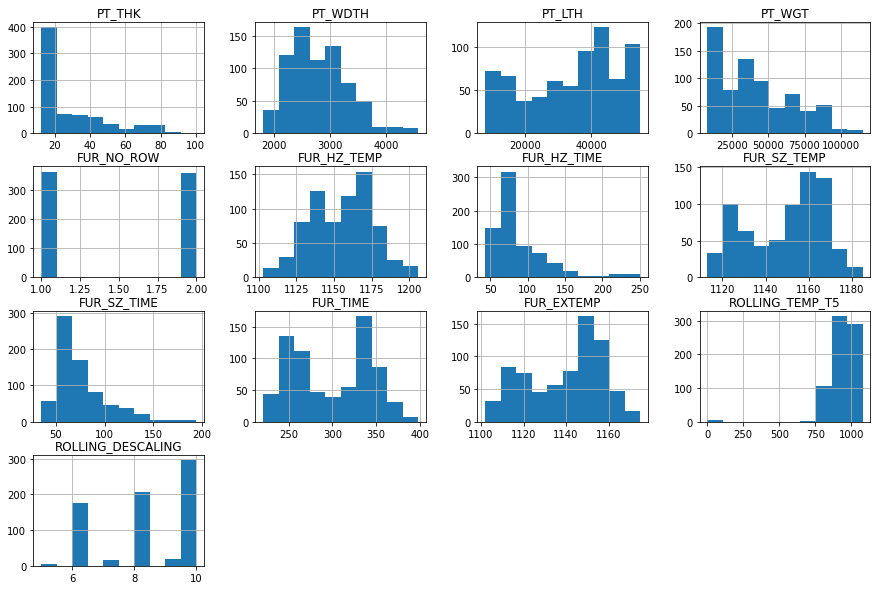 PT_THK
PT_WDTH
PT_LTH
PT_WGT
400
300
200
100
0
20 40 60 80 100
150
100
50
0
2000 3000 4000
100
50
0
20000 40000
200
150
100
50
0
25000 50000 75000 100000
FUR_NO_ROW
FUR_HZ_TEMP
FUR_HZ_TIME
FUR_SZ_TEMP
300
200
100
0
1.00 1.25 1.50 1.75 2.00
150
100
50
0
1100 1125 1150 1175 1200
300
200
100
0
50 100 150 200 250
150
100
50
0
1120 1140 1160 1180
FUR_SZ_TIME
FUR_TIME
FUR_EXTEMP
ROLLING_TEMP_T5
300
200
100
0
50 100 150 200
150
100
50
0
250 300 350 400
150
100
50
0
1100 1120 1140 1160
300
200
100
0
0 250 500 750 1000
ROLLING_DESCALING
300
200
100
0
6 8 10